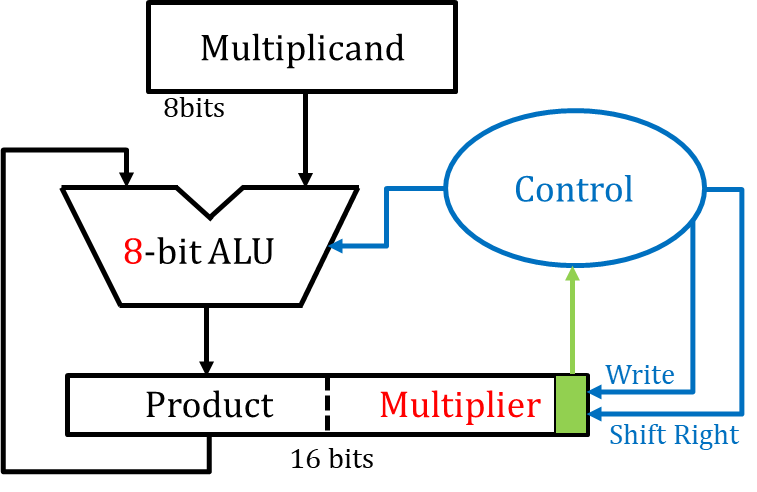 Multiplicand
8bits
Control
8-bit ALU
Write
Product
Multiplier
Shift Right
16 bits